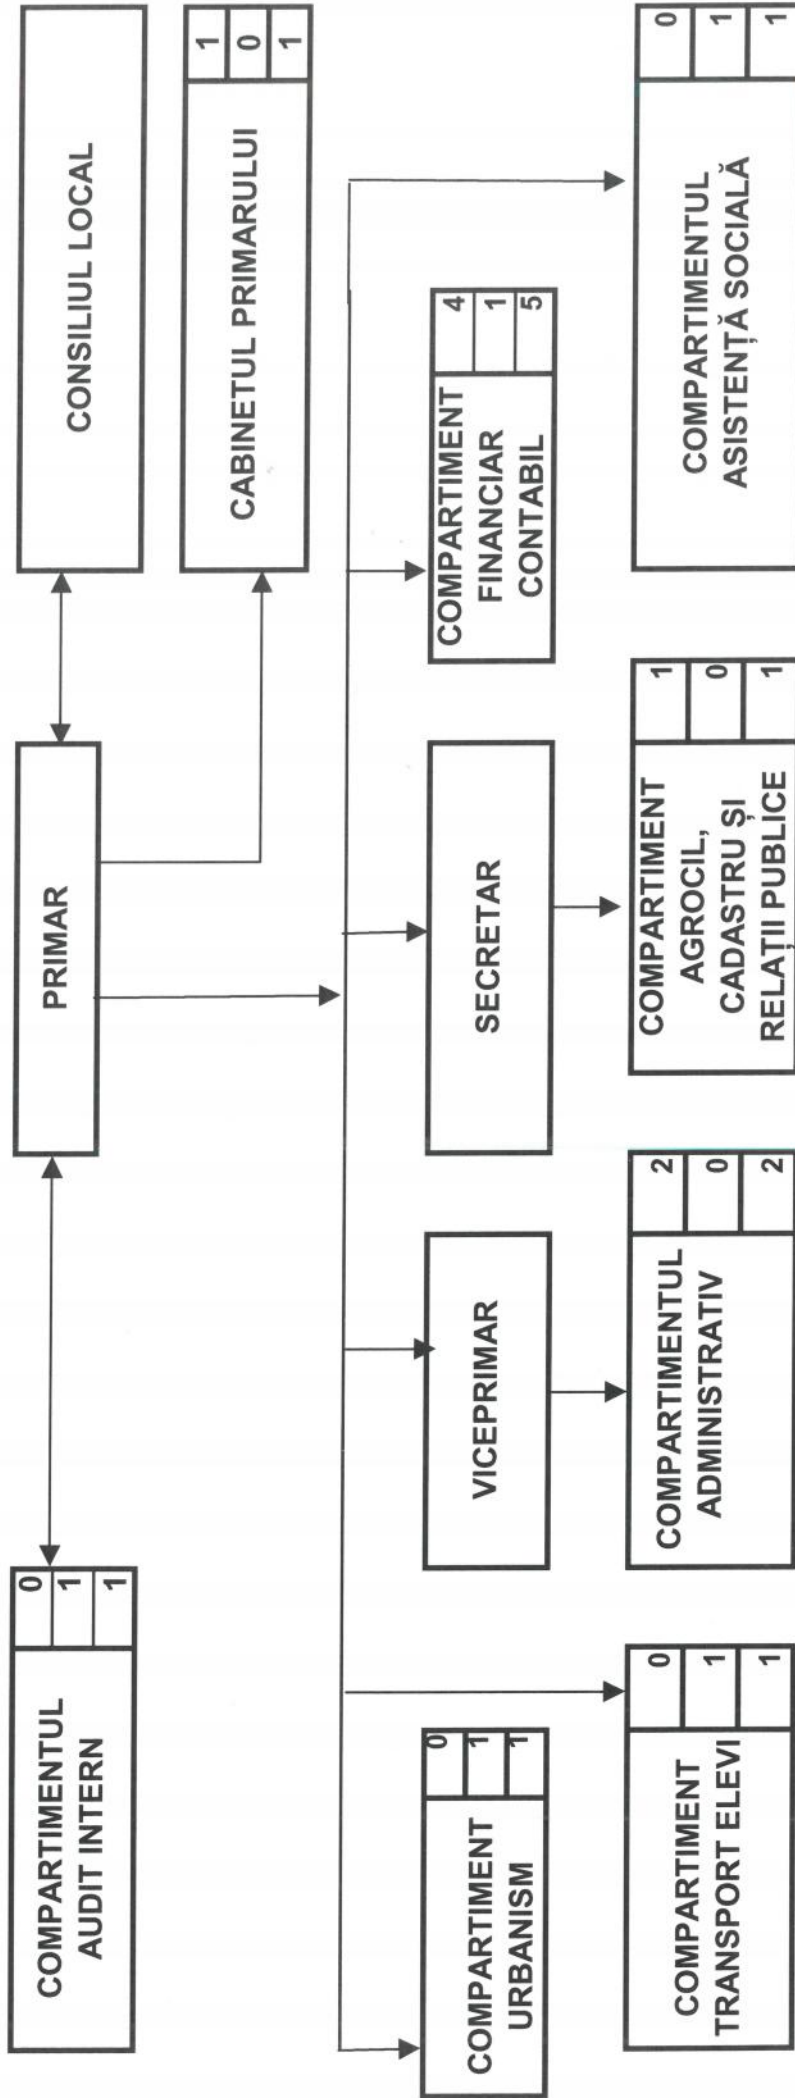 COMPARTIMENTUL
AUDIT INTERN
0
1
1
PRIMAR
CONSILIUL LOCAL
CABINETUL PRIMARULUI
1
0
1
COMPARTIMENT
URBANISM
0
1
1
VICEPRIMAR
SECRETAR
COMPARTIMENT
FINANCIAR
CONTABIL
4
1
5
COMPARTIMENT
TRANSPORT ELEVI
0
1
1
COMPARTIMENTUL
ADMINISTRATIV
2
0
2
COMPARTIMENT
AGROCIL,
CADASTRU ȘI
RELAȚII PUBLICE
1
0
1
COMPARTIMENTUL
ASISTENȚĂ SOCIALĂ
0
1
1